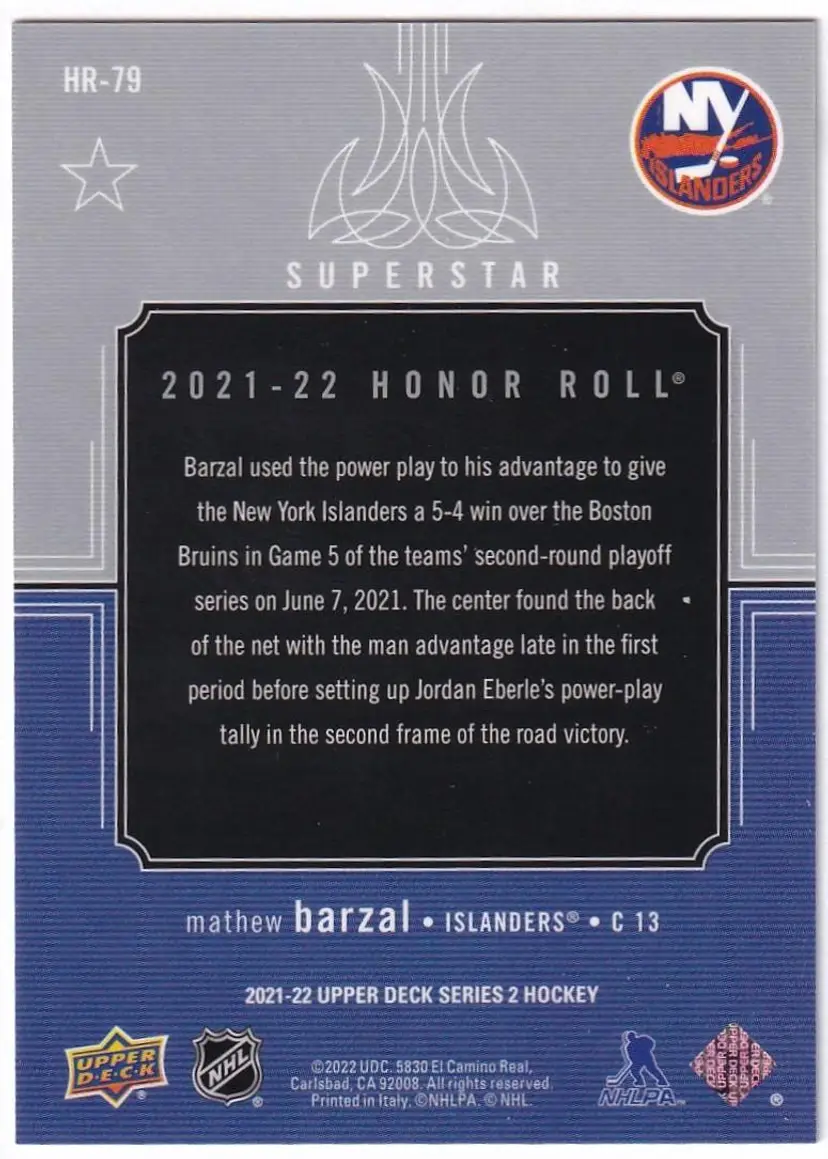 HR-79
NY
ISLANDERS®
SUPERSTAR
2021-22 HONOR ROLL®
Barzal used the power play to his advantage to give
the New York Islanders a 5-4 win over the Boston
Bruins in Game 5 of the teams' second-round playoff
series on June 7, 2021. The center found the back
of the net with the man advantage late in the first
period before setting up Jordan Eberle's power-play
tally in the second frame of the road victory.
mathew barzal • ISLANDERS® • C 13
2021-22 UPPER DECK SERIES 2 HOCKEY
UPPER
D•E•C•K®
NHL®
©2022 UDC. 5830 El Camino Real,
Carlsbad, CA 92008. All rights reserved.
Printed in Italy. ©NHLPA. © NHL.
NHLPA™
®